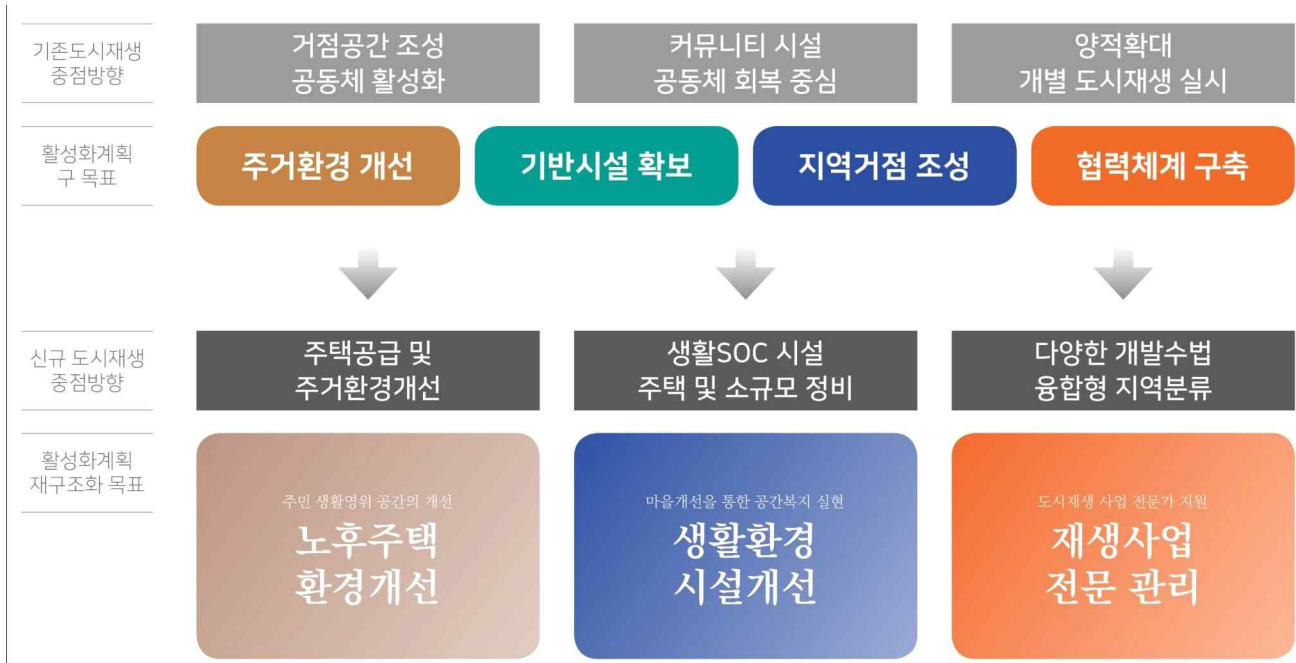 기존도시재생
중점방향
거점공간 조성
공동체 활성화
커뮤니티 시설
공동체 회복 중심
양적확대
개별 도시재생 실시
활성화계획
구 목표
주거환경 개선
기반시설 확보
지역거점 조성
협력체계 구축
신규 도시재생
중점방향
주택공급 및
주거환경개선
생활SOC 시설
주택 및 소규모 정비
다양한 개발수법
융합형 지역분류
활성화계획
재구조화 목표
주민 생활영위 공간의 개선
노후주택
환경개선
마을개선을 통한 공간복지 실현
생활환경
시설개선
도시재생 사업 전문가 지원
재생사업
전문 관리